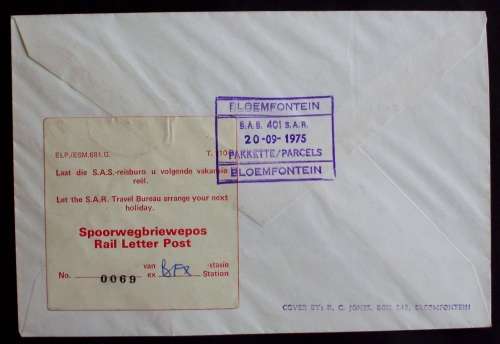 BLOEMFONTEIN
S.A.S. 401 S.A.R.
20-09-1975
PAKKETTE/PARCELS
BLOEMFONTEIN
ELP./ESM.681.G.
Laat die S.A.S.-reisburo u volgende vakansie
reël.
Let the S.A.R. Travel Bureau arrange your next
holiday.
Spoorwegbriewepos
Rail Letter Post
van -stasie
No. 0069 ex BFX Station
COVER BY: R. C. JONES, BOX 242, BLOEMFONTEIN